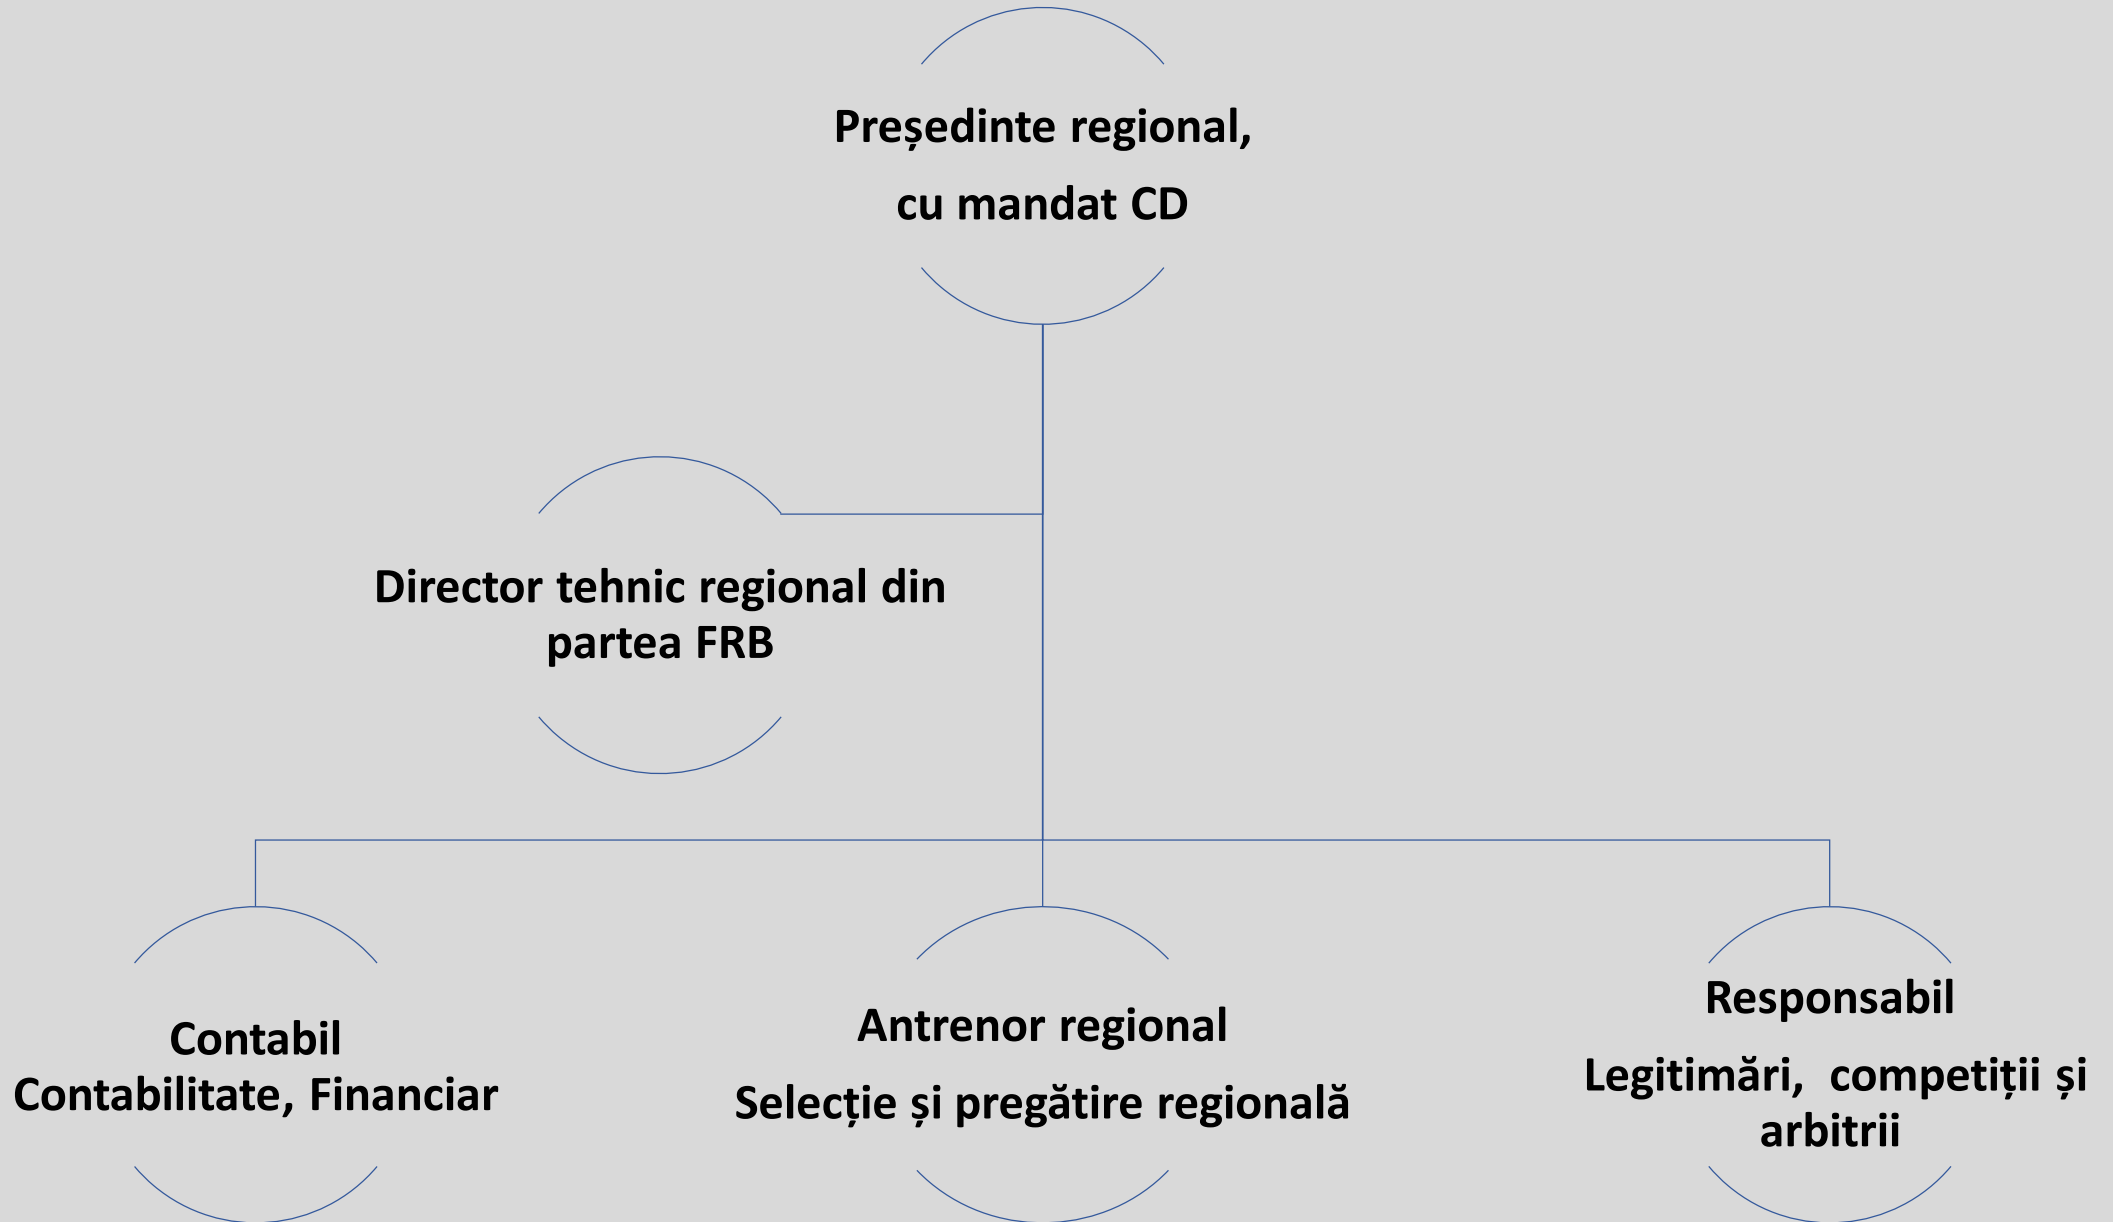 Președinte regional,
cu mandat CD
Director tehnic regional din
partea FRB
Contabil
Contabilitate, Financiar
Antrenor regional
Selecție și pregătire regională
Responsabil
Legitimări,  competiții și
arbitrii